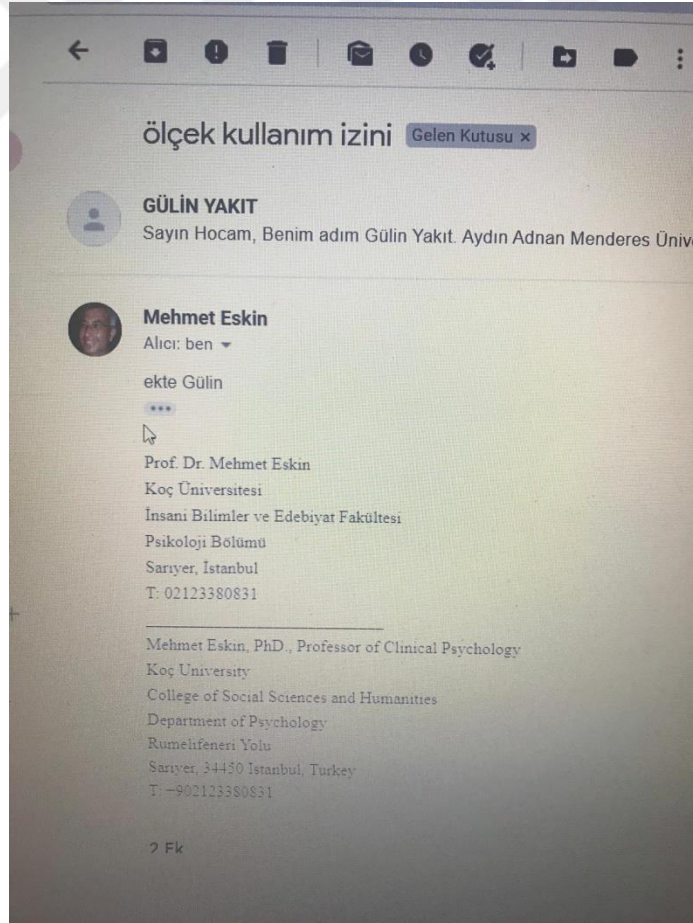 ölçek kullanım izini Gelen Kutusu ×
GÜLİN YAKIT
Sayın Hocam, Benim adım Gülin Yakıt. Aydın Adnan Menderes Ünive
Mehmet Eskin
Alıcı: ben
ekte Gülin
Prof. Dr. Mehmet Eskin
Koç Üniversitesi
İnsani Bilimler ve Edebiyat Fakültesi
Psikoloji Bölümü
Sarıyer, İstanbul
T: 02123380831
Mehmet Eskin, PhD., Professor of Clinical Psychology
Koç University
College of Social Sciences and Humanities
Department of Psychology
Rumelifeneri Yolu
Sarıyer, 34450 Istanbul, Turkey
T: +902123380831
2 Ek